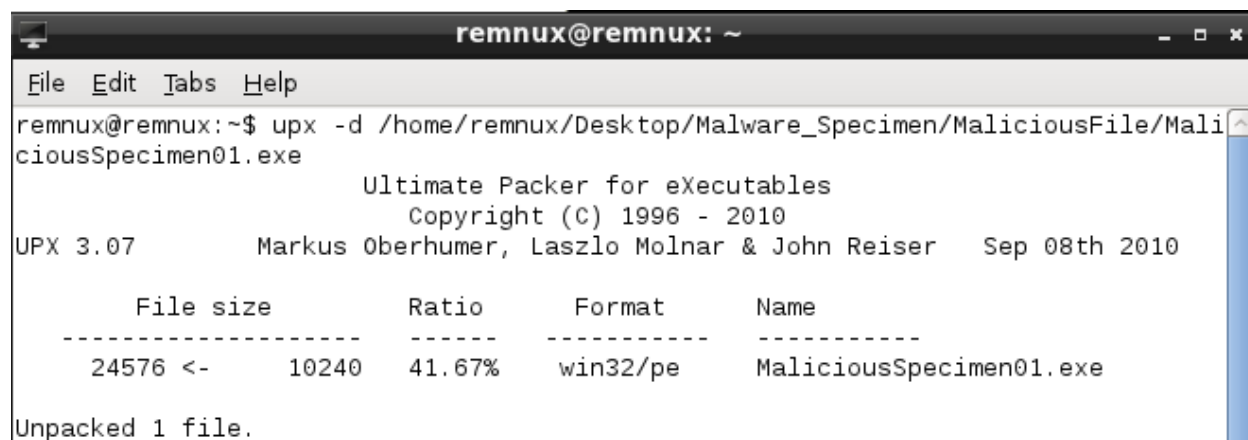 remnux@remnux: ~
File Edit Tabs Help
remnux@remnux:~$ upx -d /home/remnux/Desktop/Malware_Specimen/MaliciousFile/Mali
ciousSpecimen01.exe
Ultimate Packer for eXecutables
Copyright (C) 1996 - 2010
UPX 3.07 Markus Oberhumer, Laszlo Molnar & John Reiser Sep 08th 2010
File size Ratio Format Name
-------------------- ------ ----------- -----------
24576 <- 10240 41.67% win32/pe MaliciousSpecimen01.exe
Unpacked 1 file.